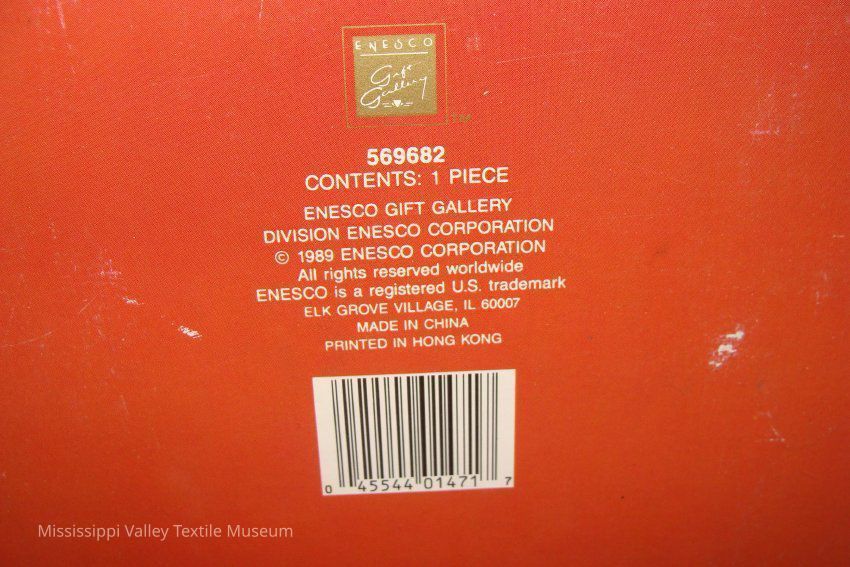 ENESCO
Gift
Gallery
TM
569682
CONTENTS: 1 PIECE
ENESCO GIFT GALLERY
DIVISION ENESCO CORPORATION
© 1989 ENESCO CORPORATION
All rights reserved worldwide
ENESCO is a registered U.S. trademark
ELK GROVE VILLAGE, IL 60007
MADE IN CHINA
PRINTED IN HONG KONG
0 45544 01471 7
Mississippi Valley Textile Museum